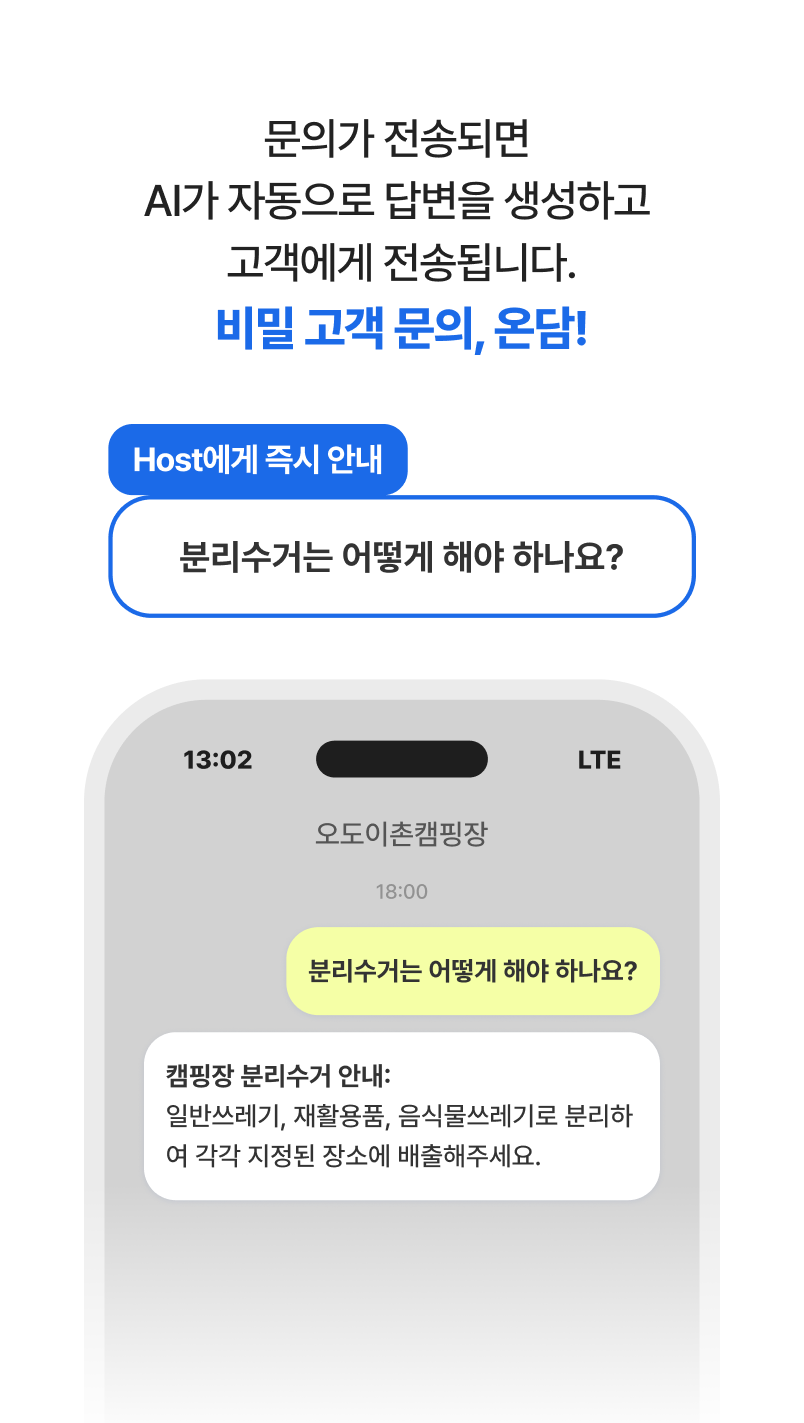 문의가 전송되면
AI가 자동으로 답변을 생성하고
고객에게 전송됩니다.
비밀 고객 문의, 온담!
Host에게 즉시 안내
분리수거는 어떻게 해야 하나요?
13:02 LTE
오도이촌캠핑장
18:00
분리수거는 어떻게 해야 하나요?
캠핑장 분리수거 안내:
일반쓰레기, 재활용품, 음식물쓰레기로 분리하
여 각각 지정된 장소에 배출해주세요.